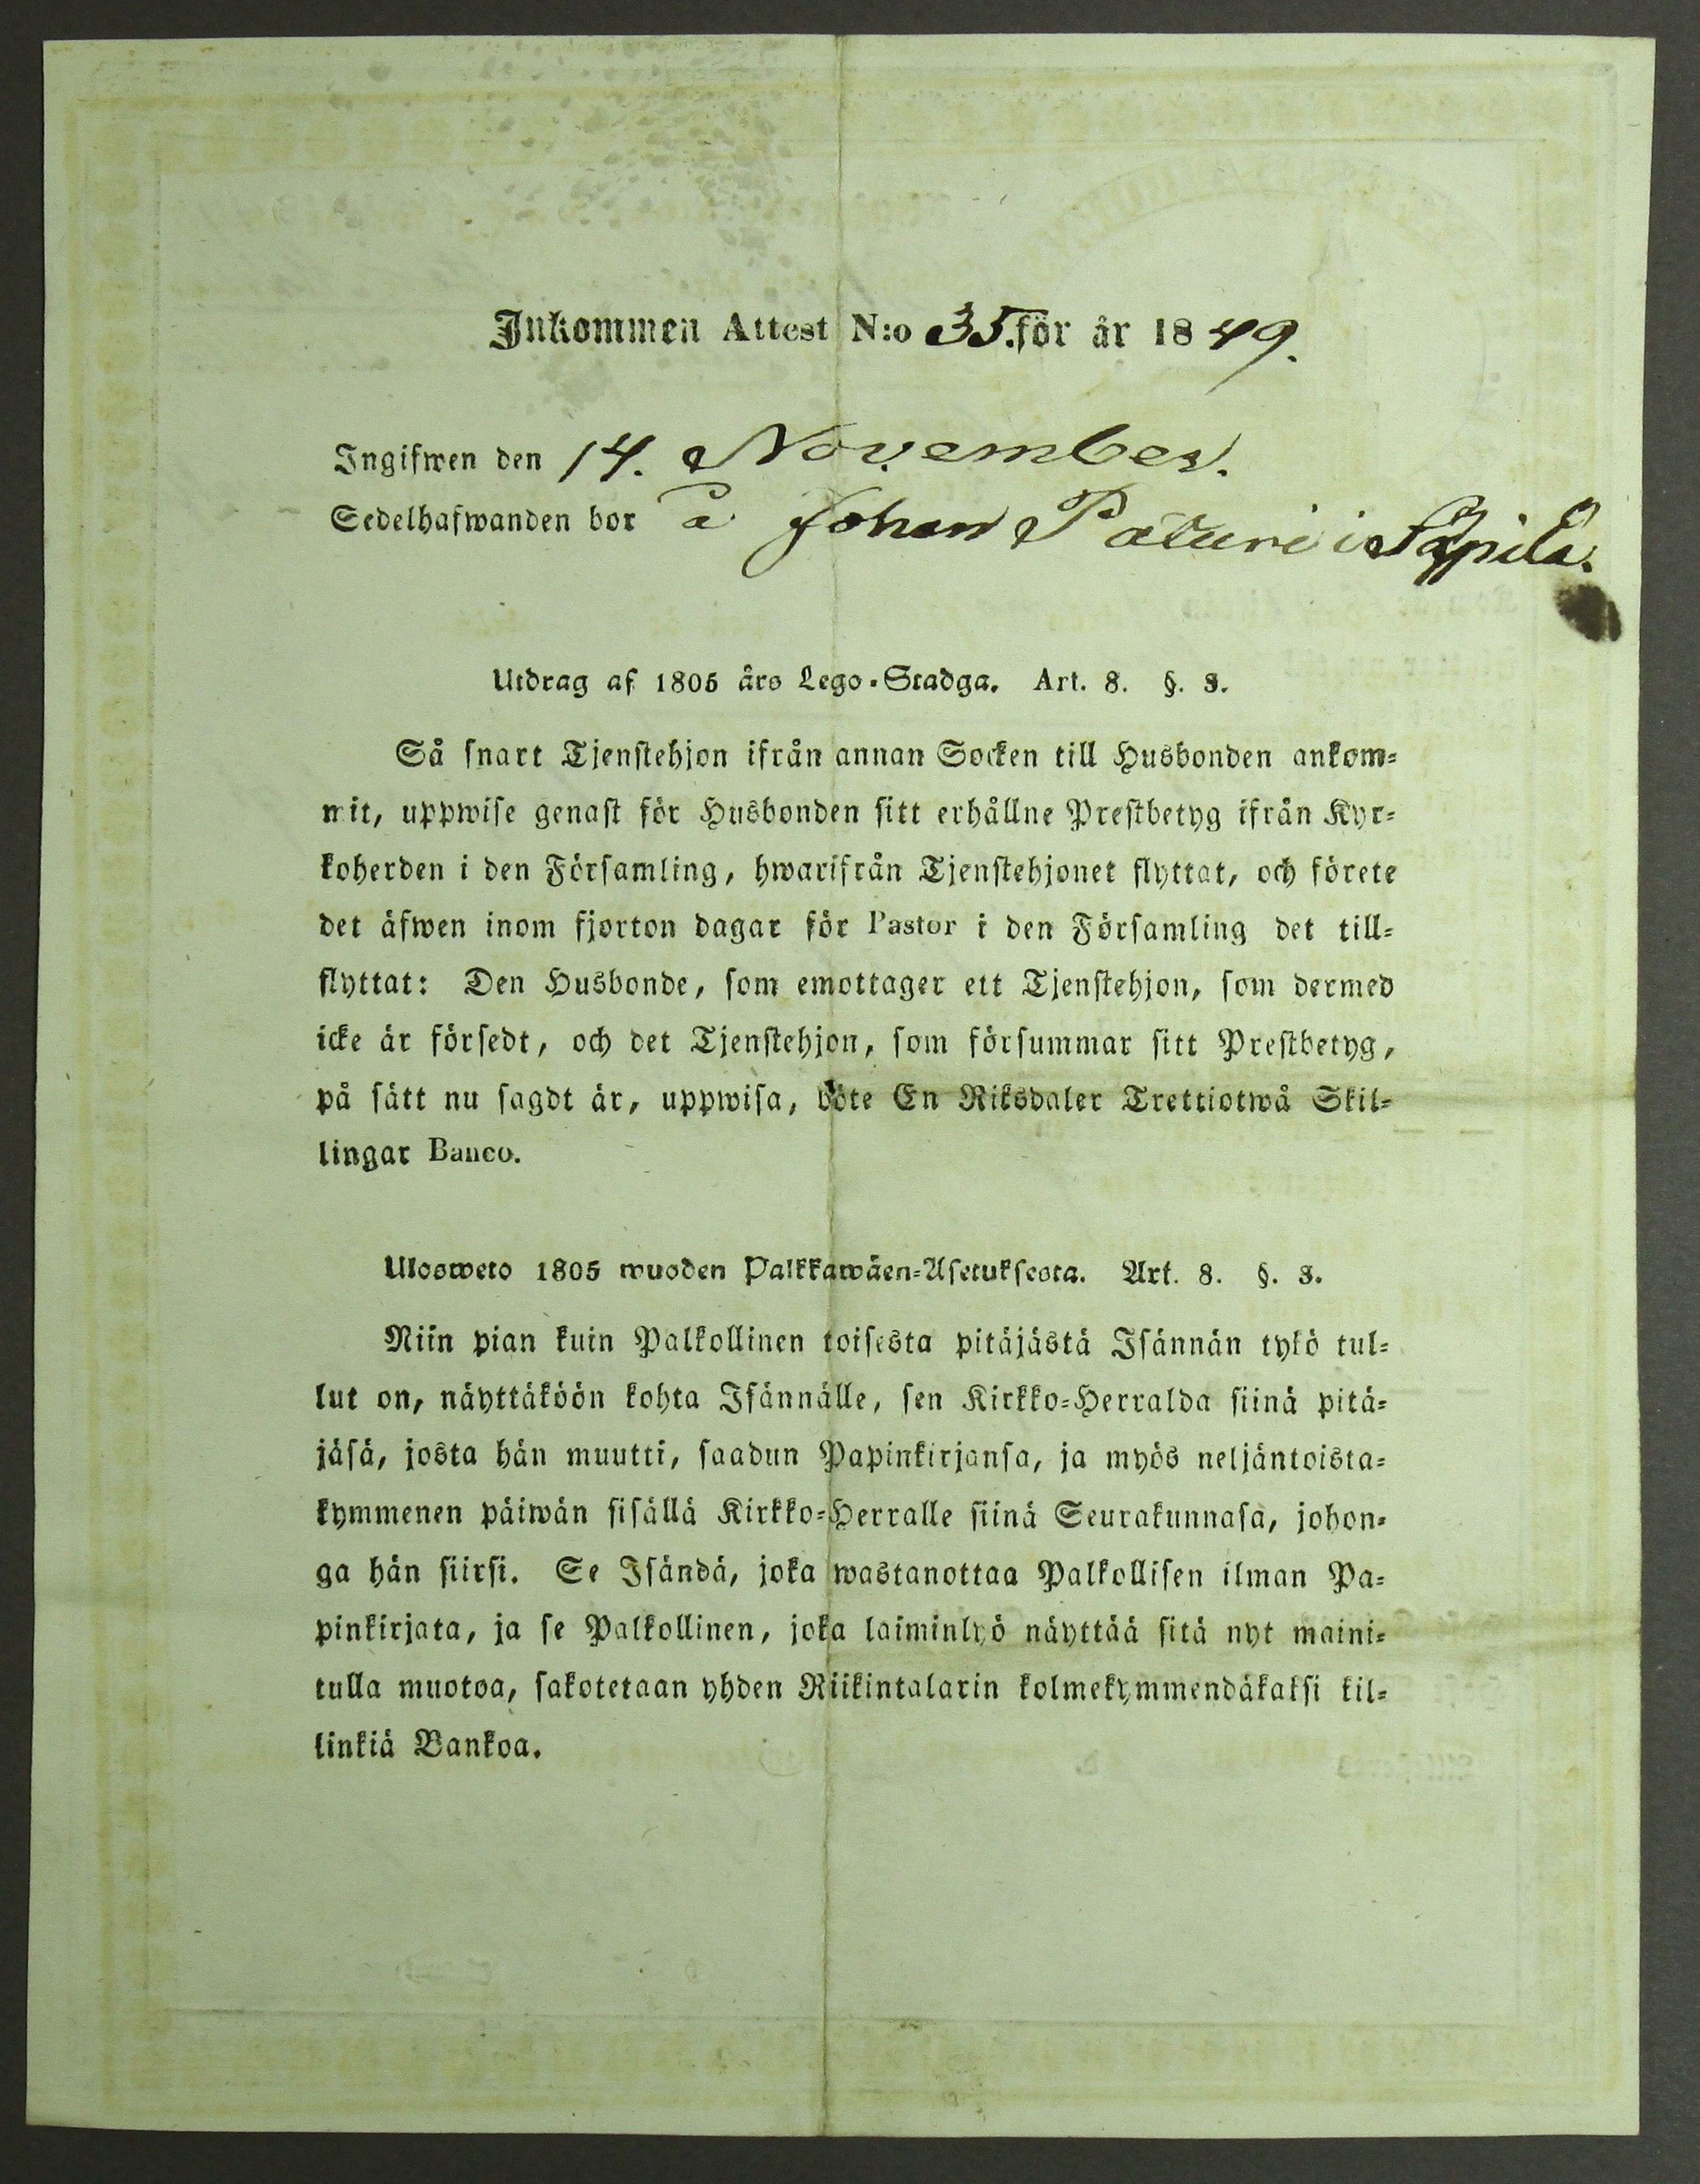 Inkommen Attest N:o 35. för år 1849.
Ingifwen den 14. November.
Sedelhafwanden bor å Johan Paturi i Säppila.
Utdrag af 1805 års Lego-Stadga. Art. 8. §. 3.
Så snart Tjenstehjon ifrån annan Socken till Husbonden ankom-
mit, uppwise genast för Husbonden sitt erhållne Prestbetyg ifrån Kyr-
koherden i den Församling, hwarifrån Tjenstehjonet flyttat, och förete
det äfwen inom fjorton dagar för Pastor i den Församling det till-
flyttat: Den Husbonde, som emottager ett Tjenstehjon, som dermed
icke är försedt, och det Tjenstehjon, som försummar sitt Prestbetyg,
på sätt nu sagdt är, uppwisa, böte En Riksdaler Trettiotwå Skil-
lingar Banco.
Ulosweto 1805 wuoden Palkkawäen-Asetuksesta. Art. 8. §. 3.
Niin pian kuin Palkollinen toisesta pitäjästä Isännän tykö tul-
lut on, näyttäköön kohta Isännälle, sen Kirkko-Herralda siinä pitä-
jäsä, josta hän muutti, saadun Papinkirjansa, ja myös neljäntoista-
kymmenen päiwän sisällä Kirkko-Herralle siinä Seurakunnasa, johon-
ga hän siirsi. Se Isändä, joka wastanottaa Palkollisen ilman Pa-
pinkirjata, ja se Palkollinen, joka laiminlyö näyttää sitä nyt maini-
tulla muotoa, sakotetaan yhden Riikintalarin kolmekymmendäkaksi kil-
linkiä Bankoa.